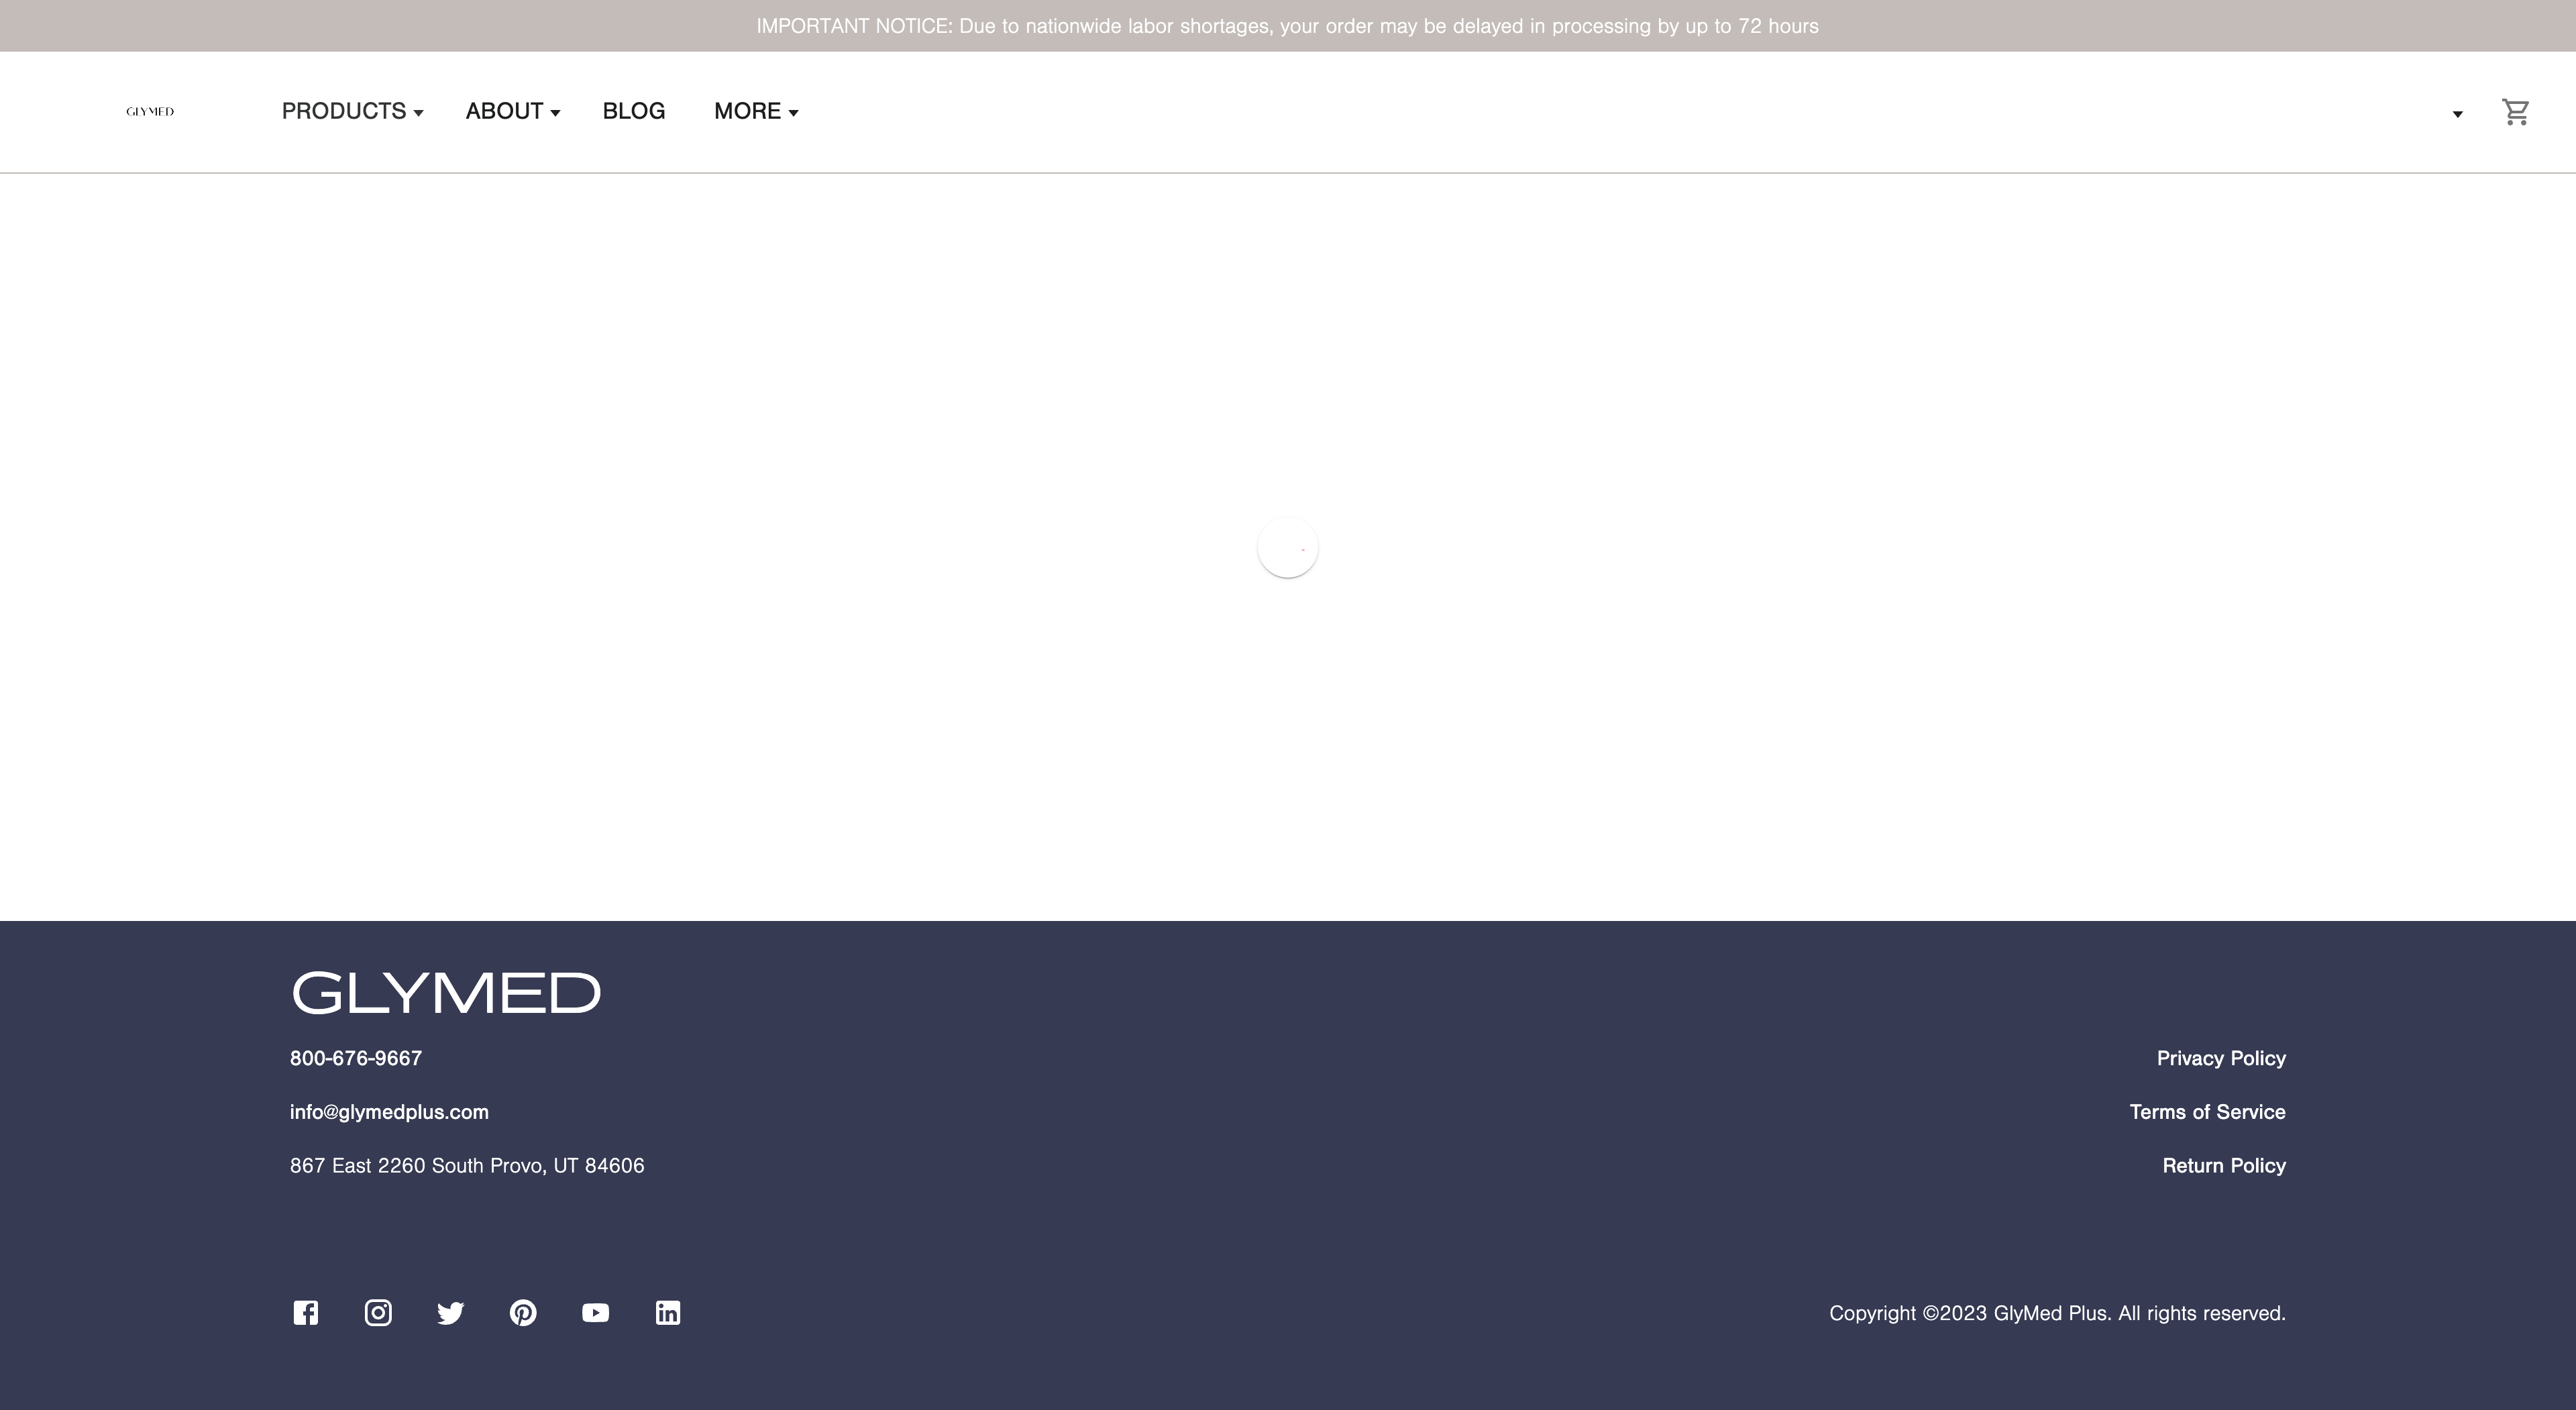 IMPORTANT NOTICE: Due to nationwide labor shortages, your order may be delayed in processing by up to 72 hours
GLYMED
PRODUCTS
ABOUT
BLOG
MORE
GLYMED
800-676-9667
Privacy Policy
info@glymedplus.com
Terms of Service
867 East 2260 South Provo, UT 84606
Return Policy
Copyright ©2023 GlyMed Plus. All rights reserved.